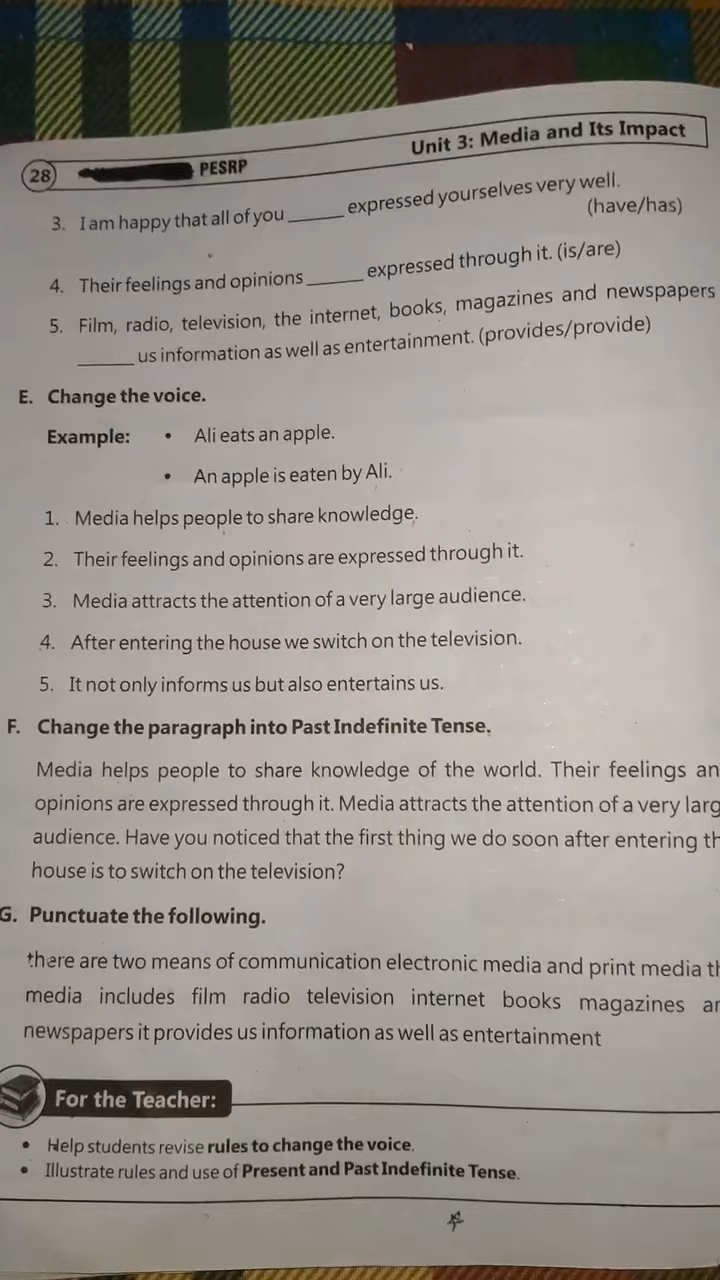 28 PESRP Unit 3: Media and Its Impact
3. I am happy that all of you ______ expressed yourselves very well.
(have/has)
4. Their feelings and opinions ______ expressed through it. (is/are)
5. Film, radio, television, the internet, books, magazines and newspapers
______ us information as well as entertainment. (provides/provide)
E. Change the voice.
Example: • Ali eats an apple.
• An apple is eaten by Ali.
1. Media helps people to share knowledge.
2. Their feelings and opinions are expressed through it.
3. Media attracts the attention of a very large audience.
4. After entering the house we switch on the television.
5. It not only informs us but also entertains us.
F. Change the paragraph into Past Indefinite Tense.
Media helps people to share knowledge of the world. Their feelings an
opinions are expressed through it. Media attracts the attention of a very larg
audience. Have you noticed that the first thing we do soon after entering th
house is to switch on the television?
G. Punctuate the following.
there are two means of communication electronic media and print media th
media includes film radio television internet books magazines an
newspapers it provides us information as well as entertainment
For the Teacher:
• Help students revise rules to change the voice.
• Illustrate rules and use of Present and Past Indefinite Tense.